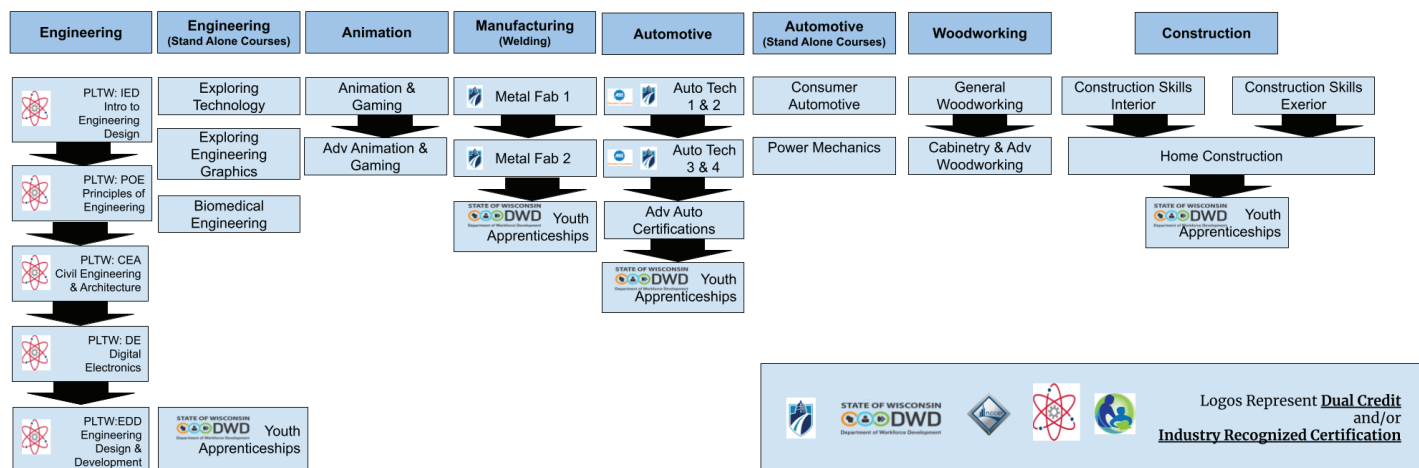 Engineering
Engineering
(Stand Alone Courses)
Animation
Manufacturing
(Welding)
Automotive
Automotive
(Stand Alone Courses)
Woodworking
Construction
PLTW: IED
Intro to
Engineering
Design
PLTW: POE
Principles of
Engineering
PLTW: CEA
Civil Engineering
& Architecture
PLTW: DE
Digital
Electronics
PLTW:EDD
Engineering
Design &
Development
Exploring
Technology
Exploring
Engineering
Graphics
Biomedical
Engineering
STATE OF WISCONSIN
DWD
Department of Workforce Development
Youth
Apprenticeships
Animation &
Gaming
Adv Animation &
Gaming
Metal Fab 1
Metal Fab 2
STATE OF WISCONSIN
DWD
Department of Workforce Development
Youth
Apprenticeships
Auto Tech
1 & 2
Auto Tech
3 & 4
Adv Auto
Certifications
STATE OF WISCONSIN
DWD
Department of Workforce Development
Youth
Apprenticeships
Consumer
Automotive
Power Mechanics
General
Woodworking
Cabinetry & Adv
Woodworking
Construction Skills
Interior
Construction Skills
Exerior
Home Construction
STATE OF WISCONSIN
DWD
Department of Workforce Development
Youth
Apprenticeships
STATE OF WISCONSIN
DWD
Department of Workforce Development
nccer
Logos Represent Dual Credit
and/or
Industry Recognized Certification